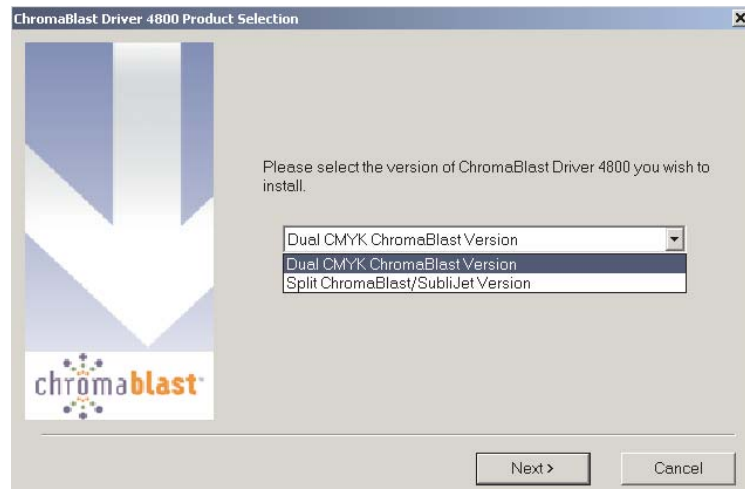 ChromaBlast Driver 4800 Product Selection
Please select the version of ChromaBlast Driver 4800 you wish to
install.
Dual CMYK ChromaBlast Version
Dual CMYK ChromaBlast Version
Split ChromaBlast/SubliJet Version
chromablast
Next >
Cancel